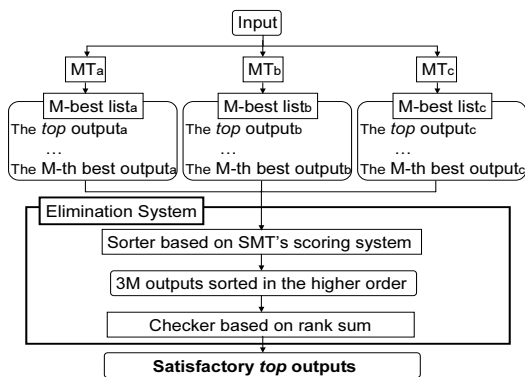 Input
MTa
MTb
MTc
M-best lista
M-best listb
M-best listc
The top outputa
...
The M-th best outputa
The top outputb
...
The M-th best outputb
The top outputc
...
The M-th best outputc
Elimination System
Sorter based on SMT's scoring system
3M outputs sorted in the higher order
Checker based on rank sum
Satisfactory top outputs